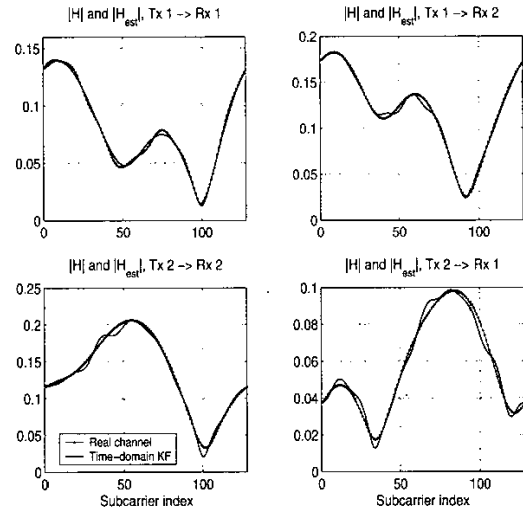 |H| and |H_est|, Tx 1 -> Rx 1
0.15
0.1
0.05
0
0 50 100
|H| and |H_est|, Tx 1 -> Rx 2
0.2
0.15
0.1
0.05
0
0 50 100
|H| and |H_est|, Tx 2 -> Rx 2
0.25
0.2
0.15
0.1
0.05
0
Real channel
Time-domain KF
0 50 100
Subcarrier index
|H| and |H_est|, Tx 2 -> Rx 1
0.1
0.08
0.06
0.04
0.02
0
0 50 100
Subcarrier index